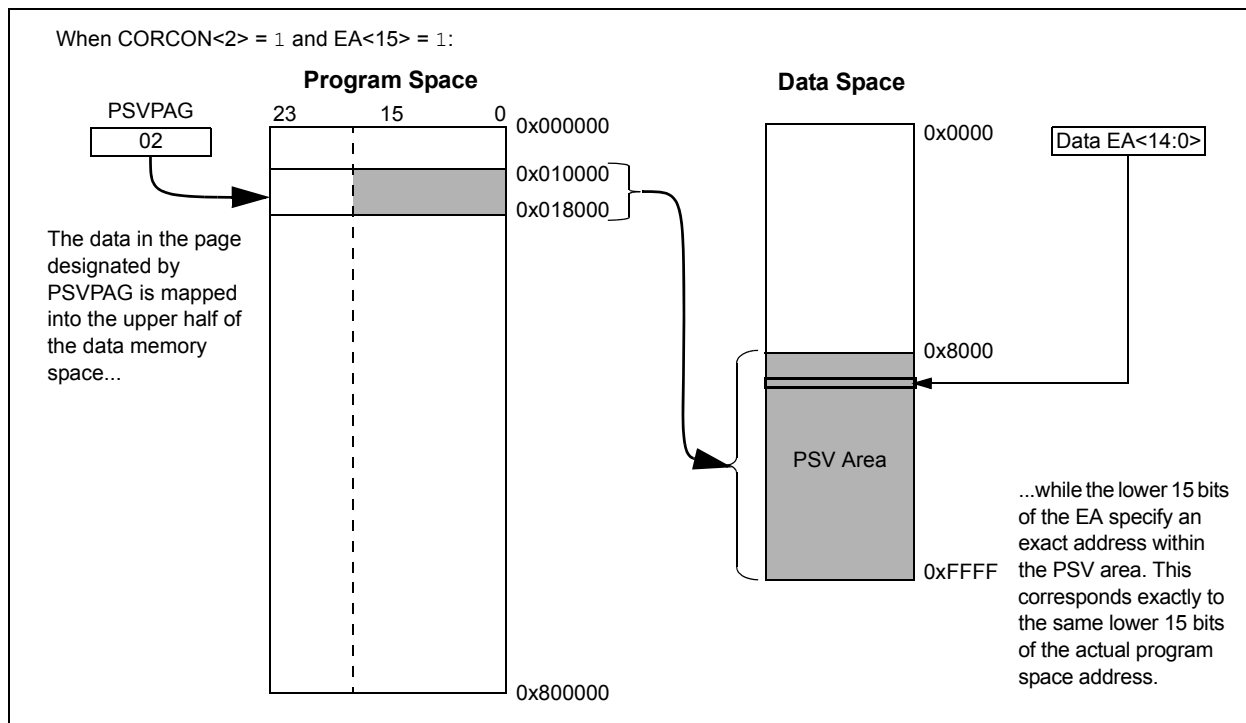 When CORCON<2> = 1 and EA<15> = 1:
Program Space
Data Space
PSVPAG
02
23 15 0
0x000000
0x010000
0x018000
0x800000
The data in the page
designated by
PSVPAG is mapped
into the upper half of
the data memory
space...
0x0000
0x8000
PSV Area
0xFFFF
Data EA<14:0>
...while the lower 15 bits
of the EA specify an
exact address within
the PSV area. This
corresponds exactly to
the same lower 15 bits
of the actual program
space address.